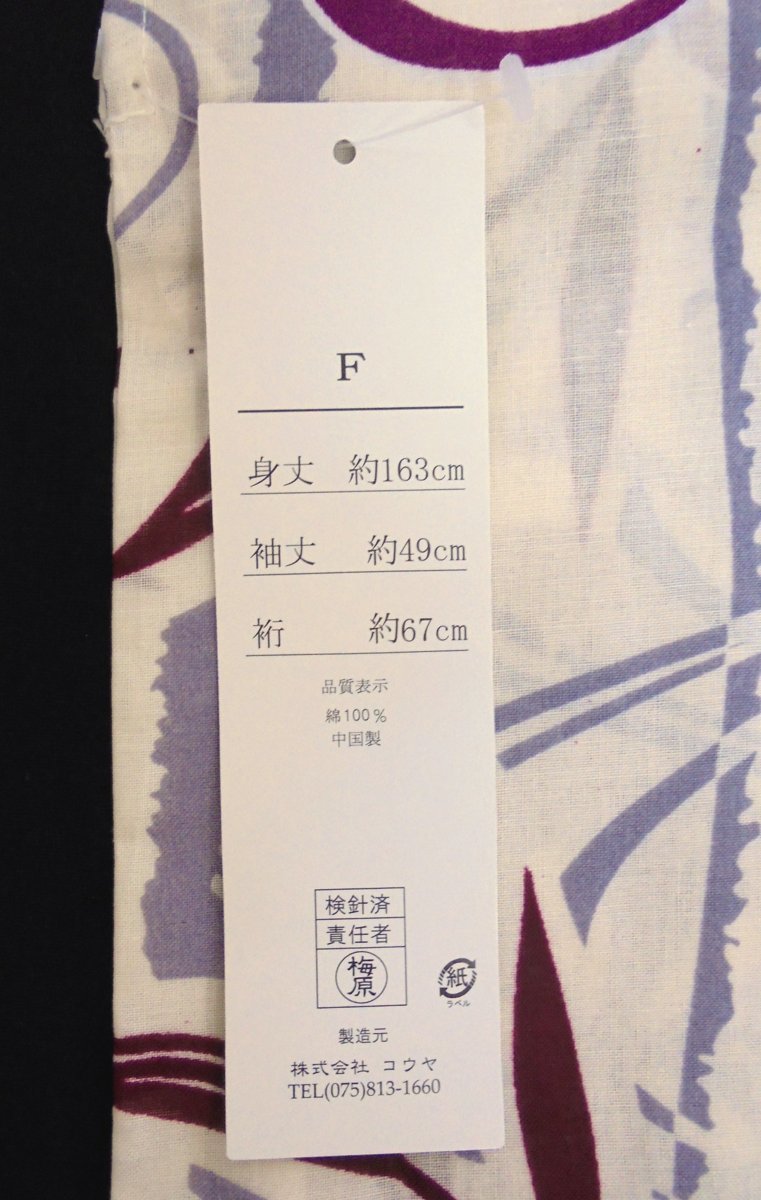 F
身丈 約163cm
袖丈 約49cm
裄 約67cm
品質表示
綿100%
中国製
検針済
責任者
梅原
紙
ラベル
製造元
株式会社 コウヤ
TEL(075)813-1660